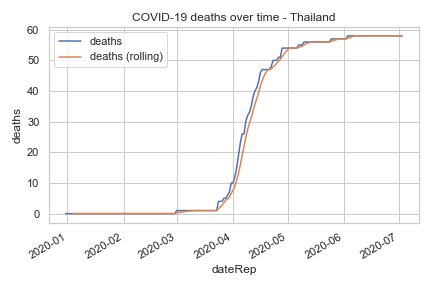 COVID-19 deaths over time - Thailand
deaths
deaths (rolling)
60
50
40
30
20
10
0
deaths
2020-01
2020-02
2020-03
2020-04
2020-05
2020-06
2020-07
dateRep